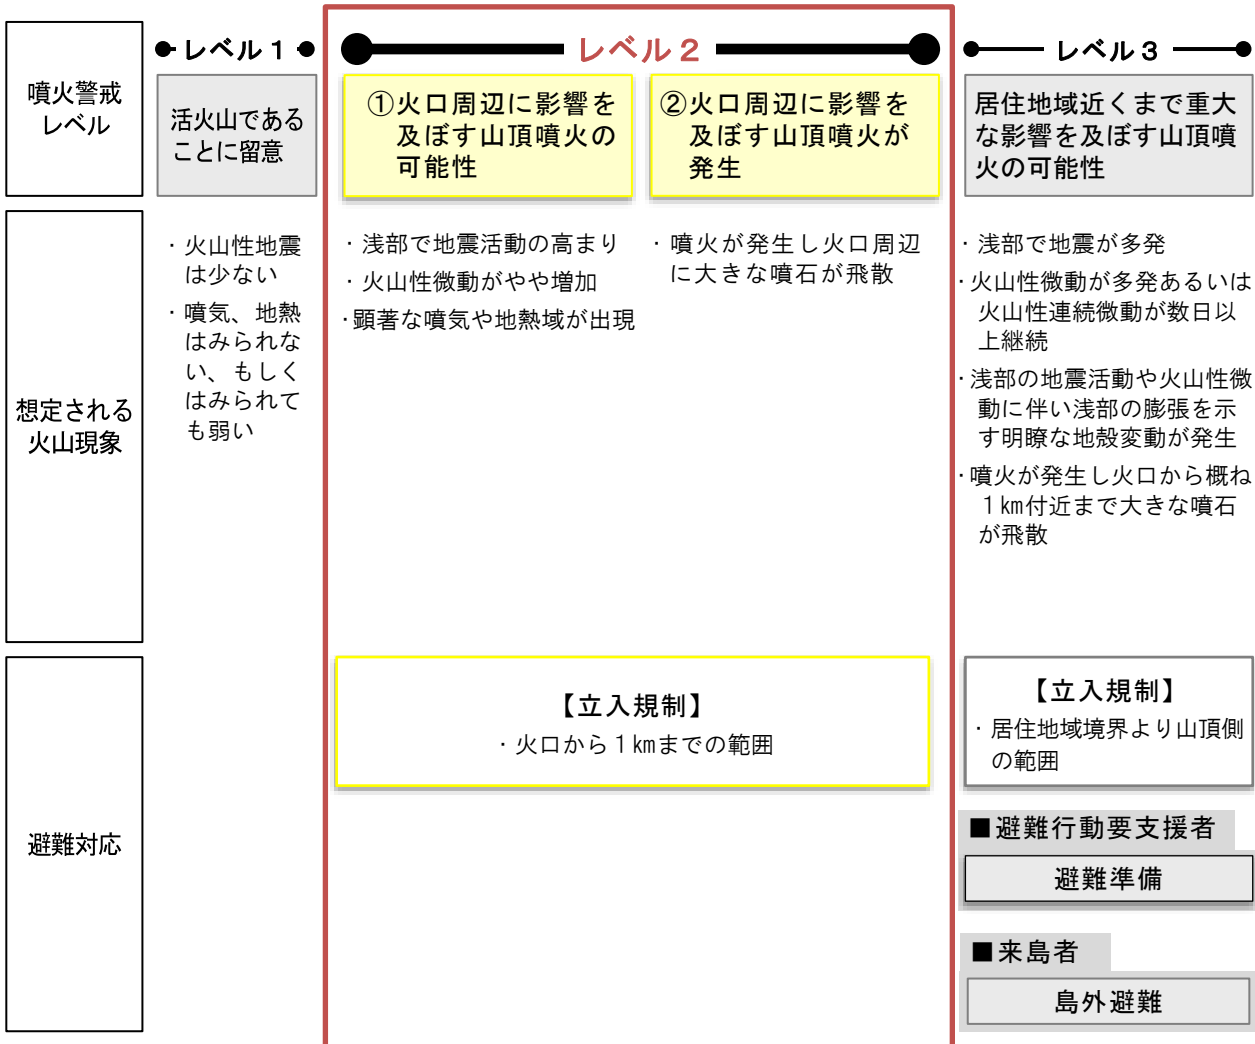 噴火警戒
レベル
レベル１
活火山である
ことに留意
レベル２
①火口周辺に影響を
及ぼす山頂噴火の
可能性
②火口周辺に影響を
及ぼす山頂噴火が
発生
レベル３
居住地域近くまで重大
な影響を及ぼす山頂噴
火の可能性
想定される
火山現象
・火山性地震
は少ない
・噴気、地熱
はみられな
い、もしく
はみられて
も弱い
・浅部で地震活動の高まり
・火山性微動がやや増加
・顕著な噴気や地熱域が出現
・噴火が発生し火口周辺
に大きな噴石が飛散
・浅部で地震が多発
・火山性微動が多発あるいは
火山性連続微動が数日以
上継続
・浅部の地震活動や火山性微
動に伴い浅部の膨張を示
す明瞭な地殻変動が発生
・噴火が発生し火口から概ね
１km付近まで大きな噴石
が飛散
避難対応
【立入規制】
・火口から１kmまでの範囲
【立入規制】
・居住地域境界より山頂側
の範囲
■避難行動要支援者
避難準備
■来島者
島外避難